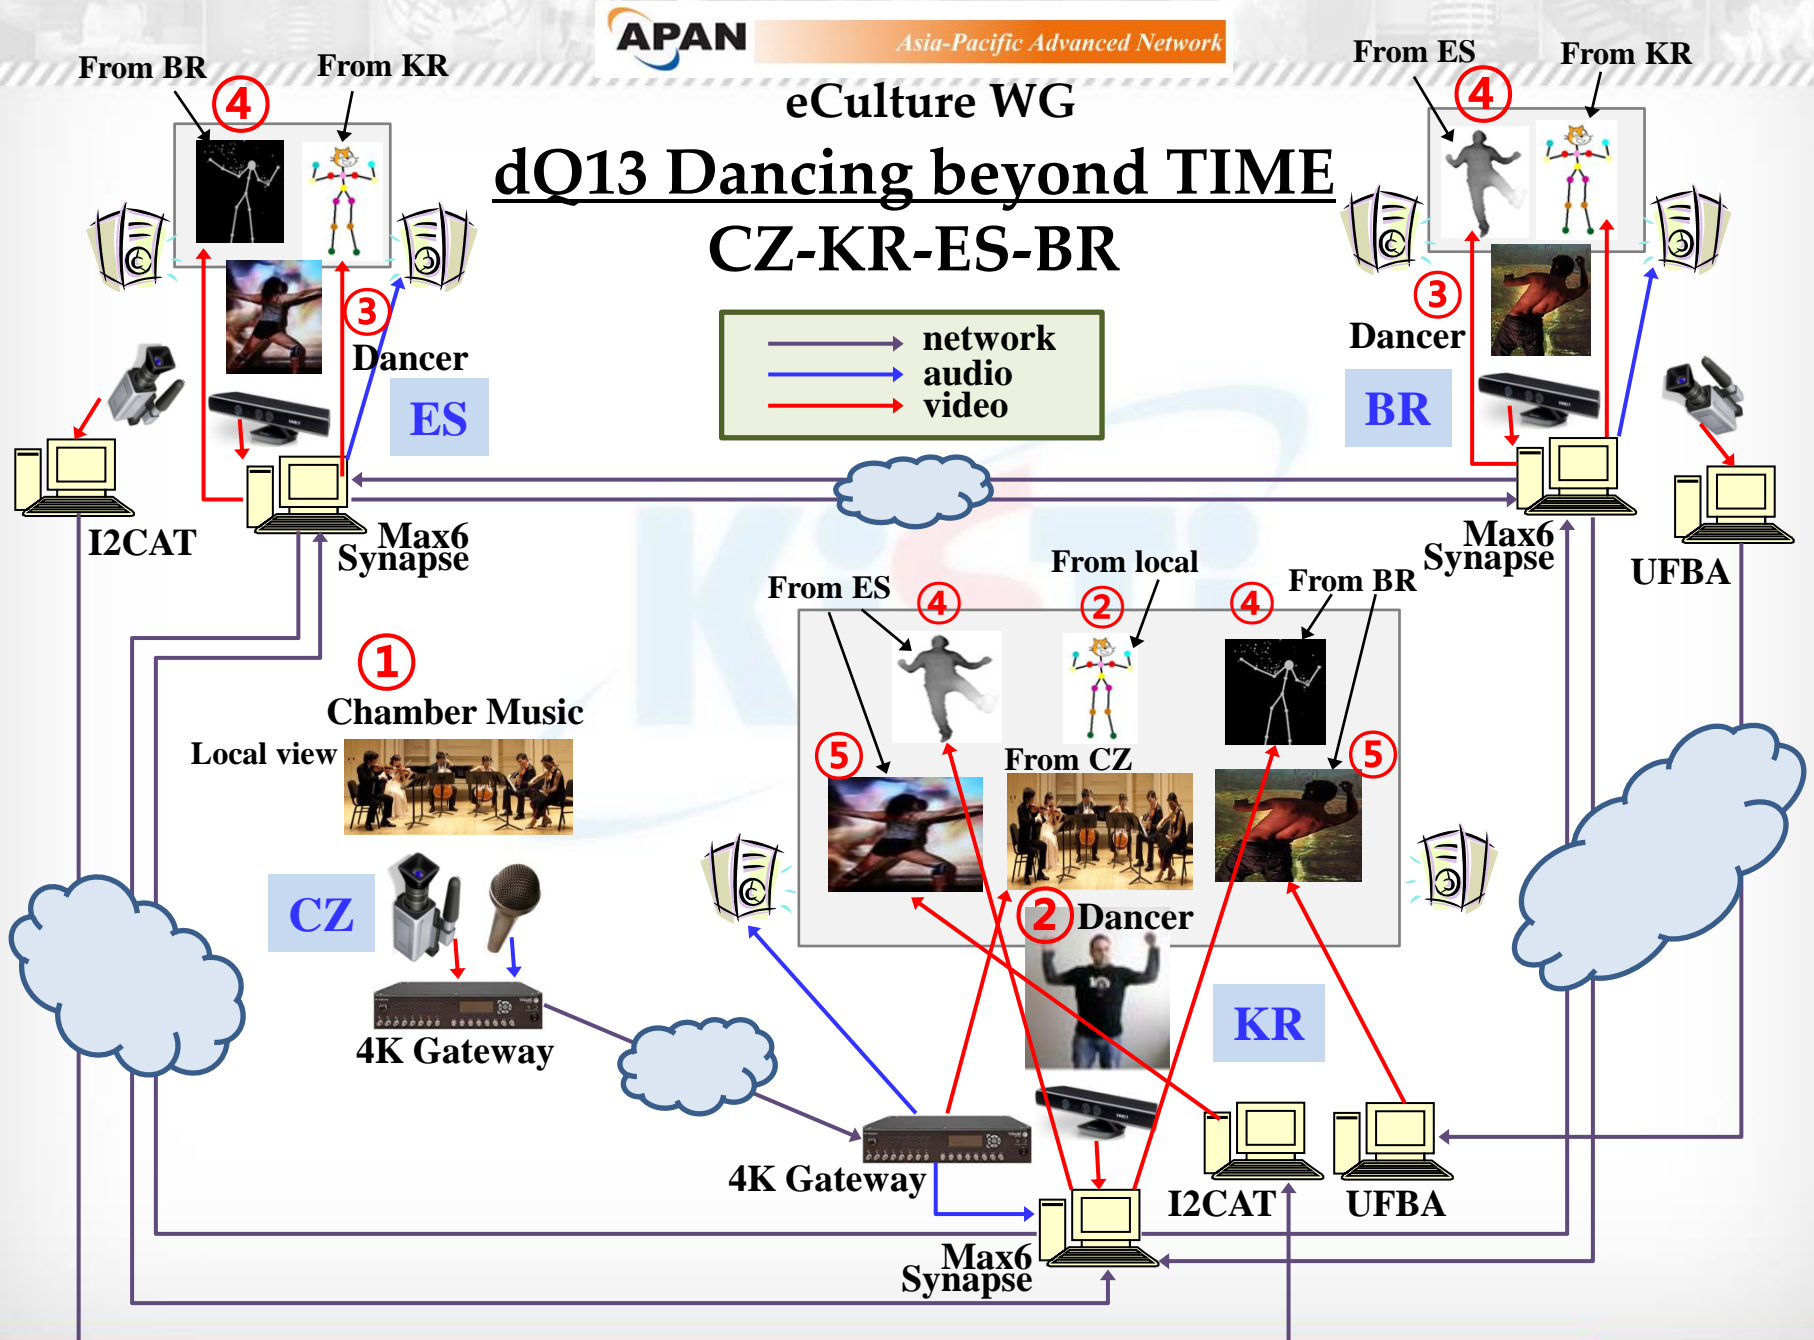 APAN
Asia-Pacific Advanced Network
eCulture WG
dQ13 Dancing beyond TIME
CZ-KR-ES-BR
From BR
④
From KR
③
Dancer
ES
I2CAT
Max6
Synapse
network
audio
video
From ES
④
From KR
③
Dancer
BR
Max6
Synapse
UFBA
KiSTi
①
Chamber Music
Local view
CZ
4K Gateway
From ES
④
From local
②
④
From BR
⑤
From CZ
⑤
② Dancer
KR
4K Gateway
I2CAT
UFBA
Max6
Synapse